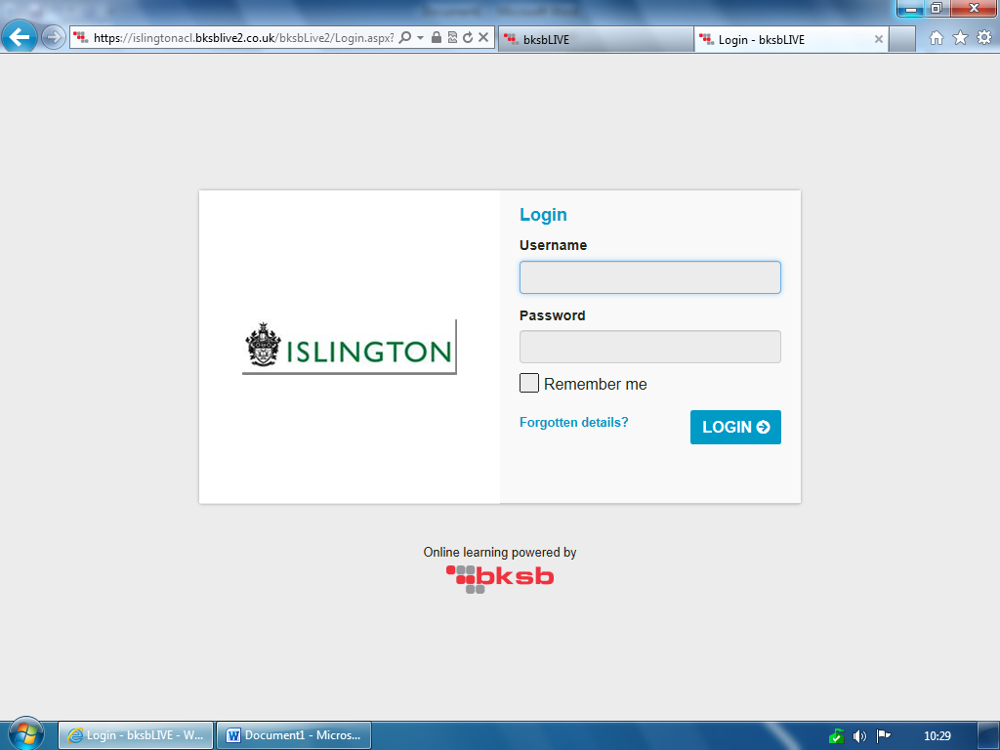 https://islingtonacl.bksblive2.co.uk/bksbLive2/Login.aspx?
bksbLIVE
Login - bksbLIVE
Login
Username
Password
Remember me
Forgotten details?
LOGIN
ISLINGTON
Online learning powered by
bksb
Login - bksbLIVE - W...
Document1 - Micros...
10:29